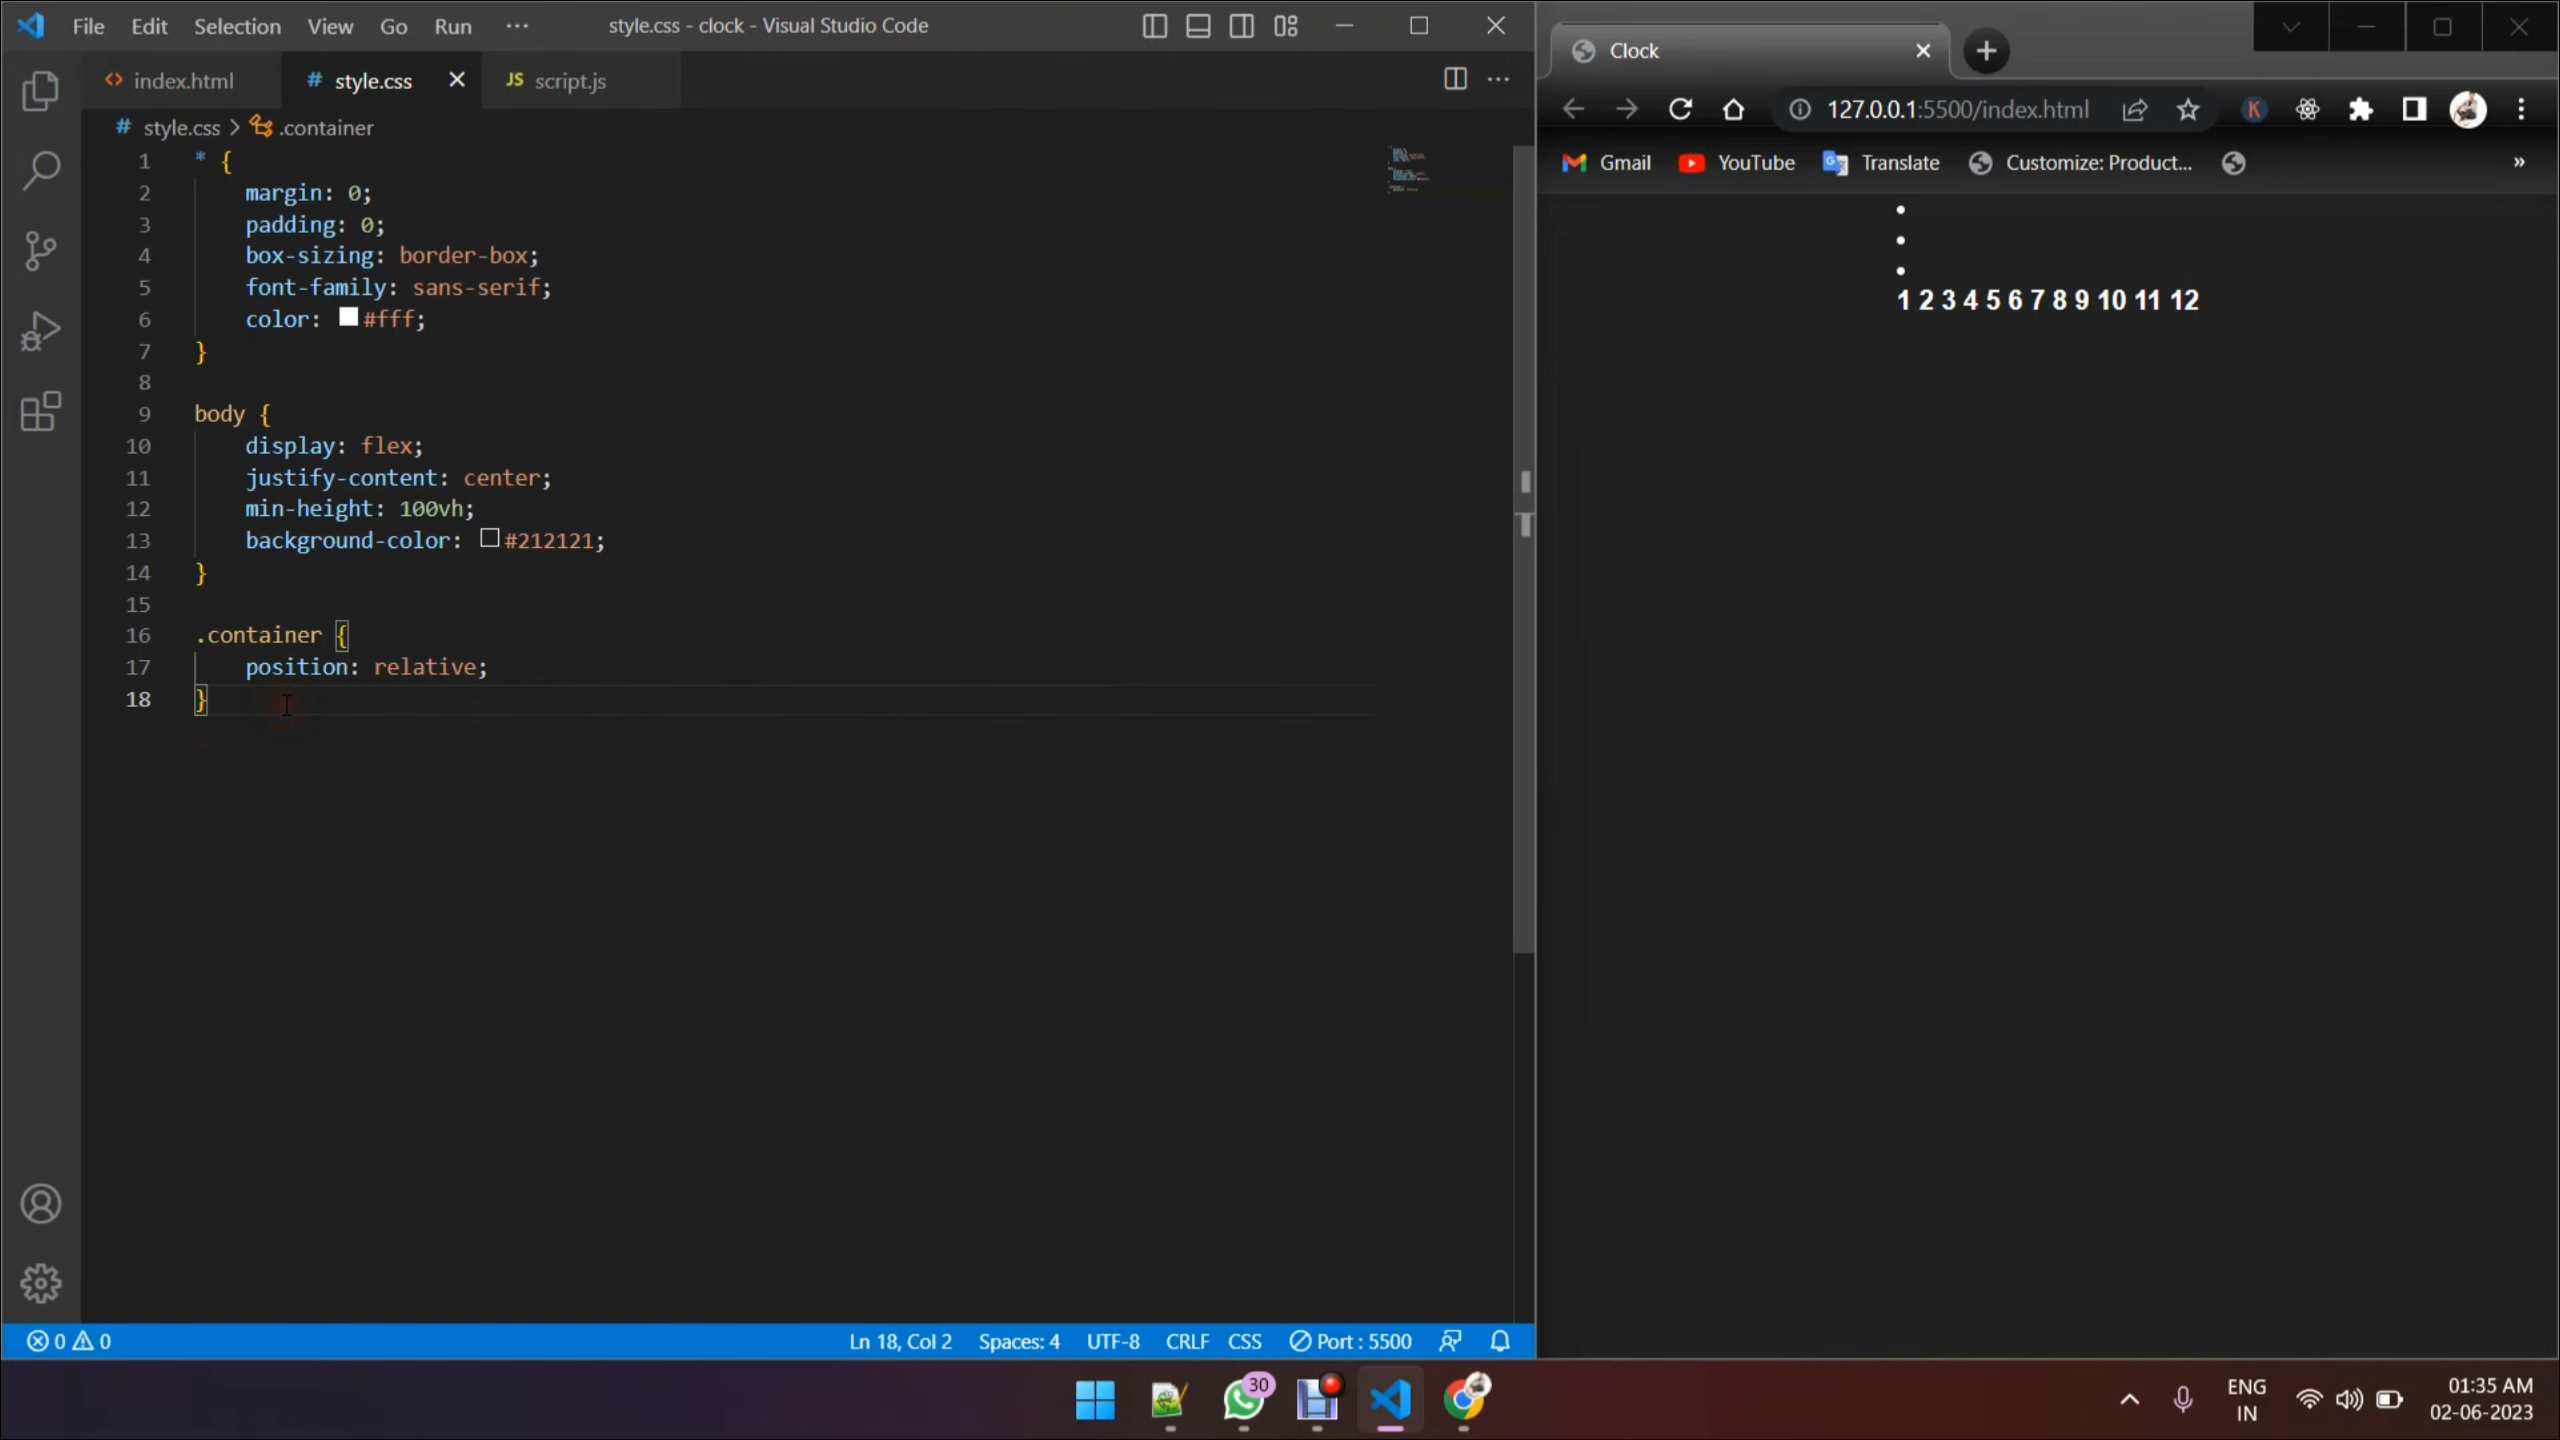 File Edit Selection View Go Run ··· style.css - clock - Visual Studio Code
<> index.html # style.css JS script.js
# style.css > .container
1 * {
2 margin: 0;
3 padding: 0;
4 box-sizing: border-box;
5 font-family: sans-serif;
6 color: #fff;
7 }
8
9 body {
10 display: flex;
11 justify-content: center;
12 min-height: 100vh;
13 background-color: #212121;
14 }
15
16 .container {
17 position: relative;
18 }
0 0 Ln 18, Col 2 Spaces: 4 UTF-8 CRLF CSS Port : 5500
Clock
127.0.0.1:5500/index.html K
Gmail YouTube Translate Customize: Product... »
•
•
•
1 2 3 4 5 6 7 8 9 10 11 12
30
ENG
IN
01:35 AM
02-06-2023